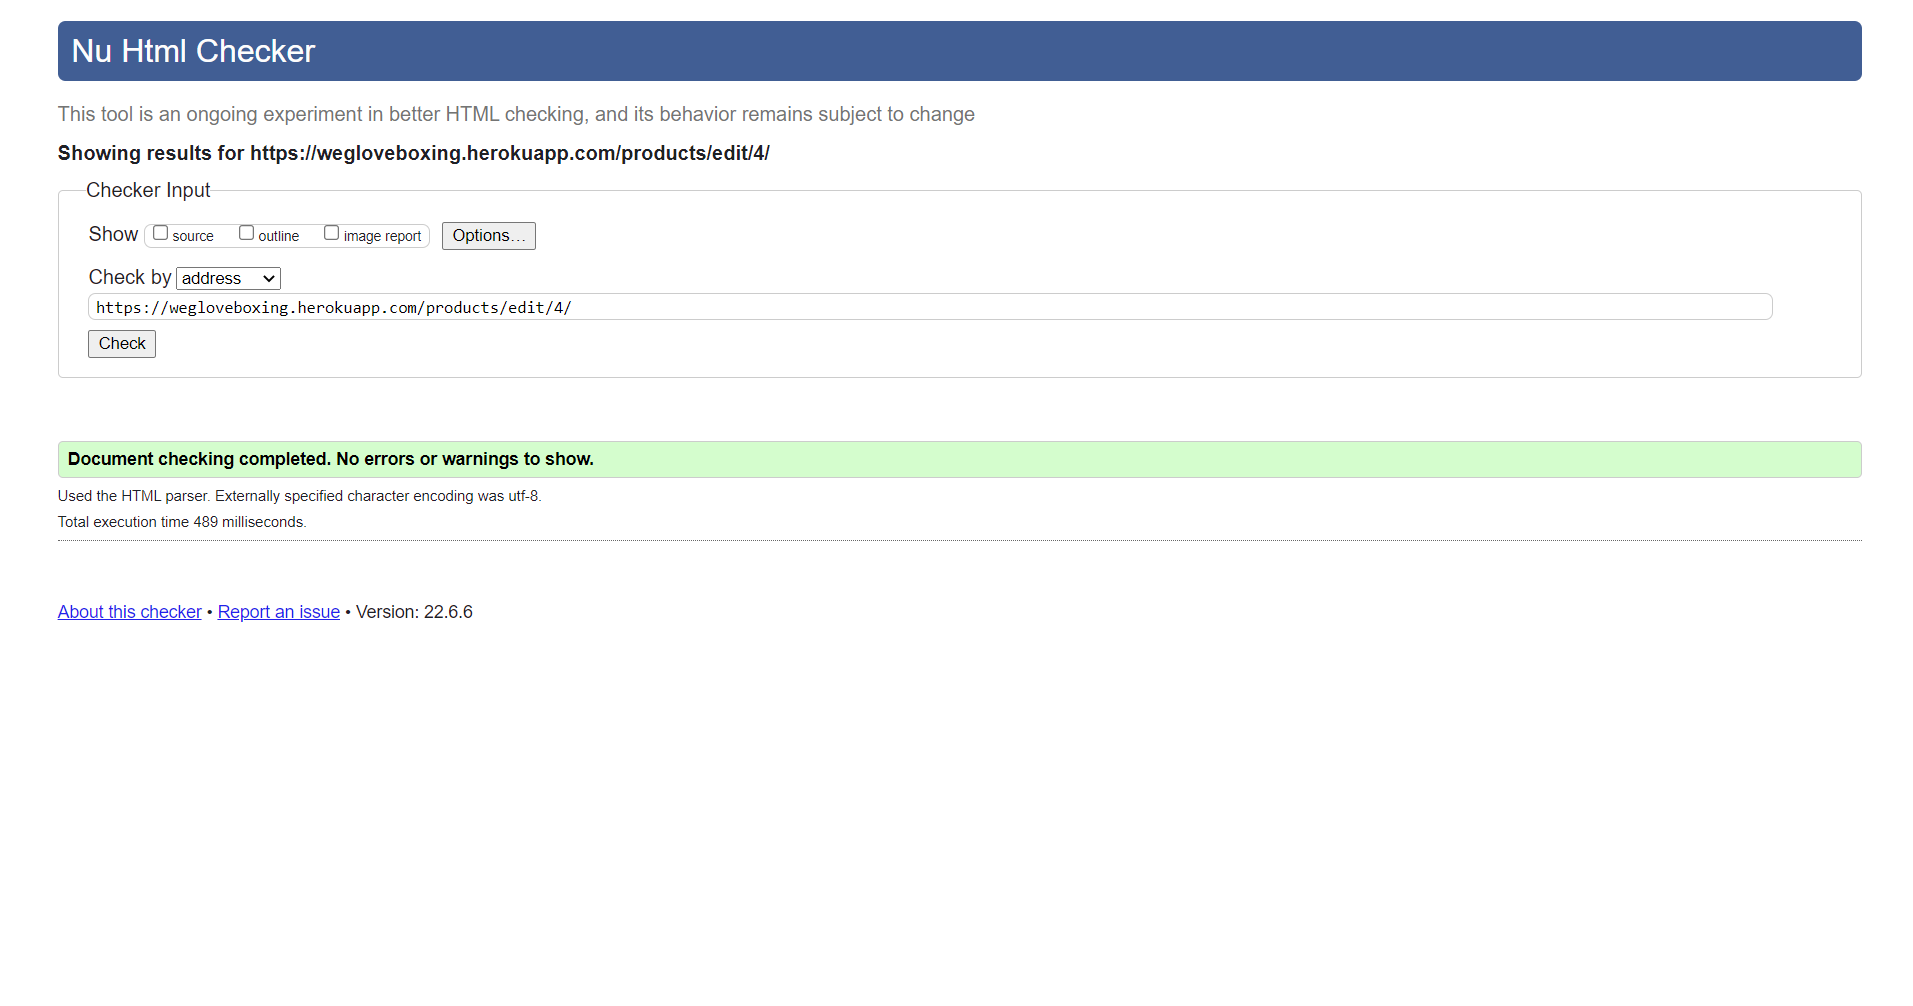 Nu Html Checker
This tool is an ongoing experiment in better HTML checking, and its behavior remains subject to change
Showing results for https://wegloveboxing.herokuapp.com/products/edit/4/
Checker Input
Show source outline image report Options...
Check by address
https://wegloveboxing.herokuapp.com/products/edit/4/
Check
Document checking completed. No errors or warnings to show.
Used the HTML parser. Externally specified character encoding was utf-8.
Total execution time 489 milliseconds.
About this checker • Report an issue • Version: 22.6.6